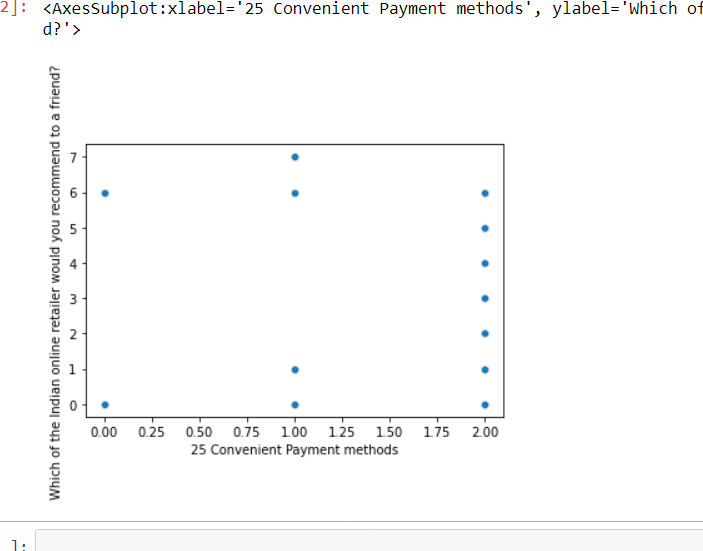 2]: <AxesSubplot:xlabel='25 Convenient Payment methods', ylabel='Which of
d?'>
Which of the Indian online retailer would you recommend to a friend?
7
6
5
4
3
2
1
0
0.00 0.25 0.50 0.75 1.00 1.25 1.50 1.75 2.00
25 Convenient Payment methods
]: